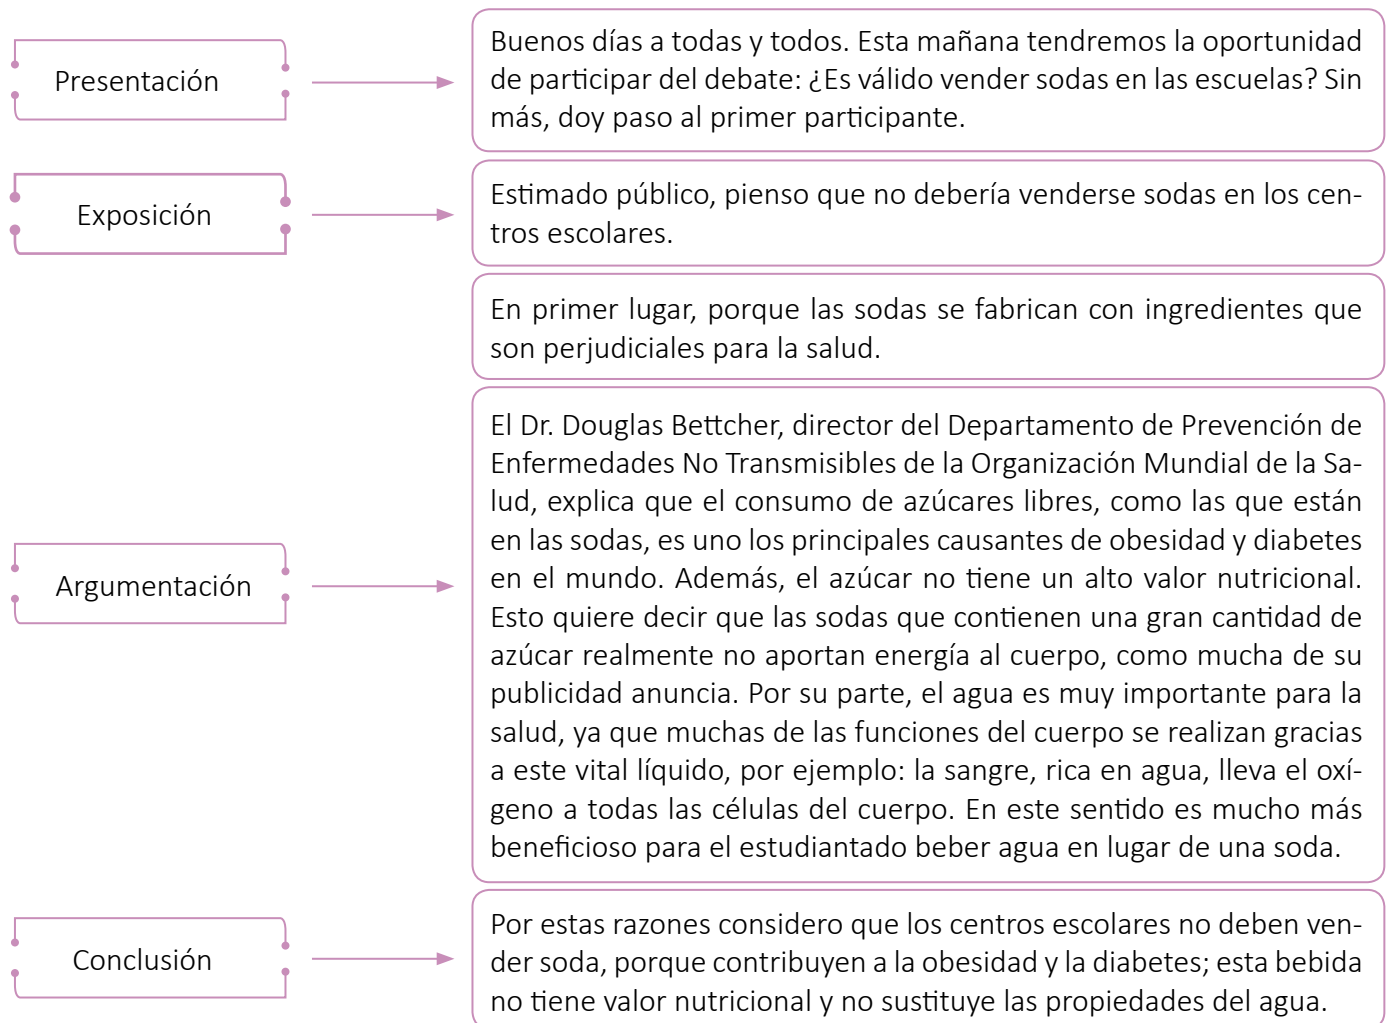 Presentación
Buenos días a todas y todos. Esta mañana tendremos la oportunidad
de participar del debate: ¿Es válido vender sodas en las escuelas? Sin
más, doy paso al primer participante.
Exposición
Estimado público, pienso que no debería venderse sodas en los cen-
tros escolares.
En primer lugar, porque las sodas se fabrican con ingredientes que
son perjudiciales para la salud.
Argumentación
El Dr. Douglas Bettcher, director del Departamento de Prevención de
Enfermedades No Transmisibles de la Organización Mundial de la Sa-
lud, explica que el consumo de azúcares libres, como las que están
en las sodas, es uno los principales causantes de obesidad y diabetes
en el mundo. Además, el azúcar no tiene un alto valor nutricional.
Esto quiere decir que las sodas que contienen una gran cantidad de
azúcar realmente no aportan energía al cuerpo, como mucha de su
publicidad anuncia. Por su parte, el agua es muy importante para la
salud, ya que muchas de las funciones del cuerpo se realizan gracias
a este vital líquido, por ejemplo: la sangre, rica en agua, lleva el oxí-
geno a todas las células del cuerpo. En este sentido es mucho más
beneficioso para el estudiantado beber agua en lugar de una soda.
Conclusión
Por estas razones considero que los centros escolares no deben ven-
der soda, porque contribuyen a la obesidad y la diabetes; esta bebida
no tiene valor nutricional y no sustituye las propiedades del agua.